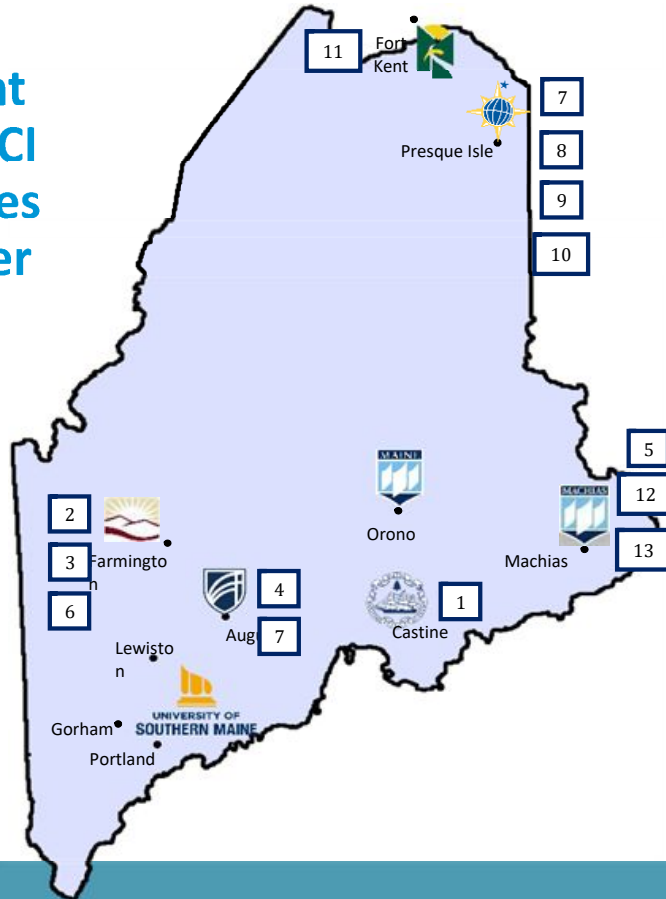 nt
CI
es
er
11
Fort
Kent
7
Presque Isle
8
9
10
5
MAINE
MACHIAS
12
2
Orono
13
3
Farmingto
n
Machias
6
4
1
Aug
7
Castine
Lewisto
n
UNIVERSITY OF
SOUTHERN MAINE
Gorham
Portland